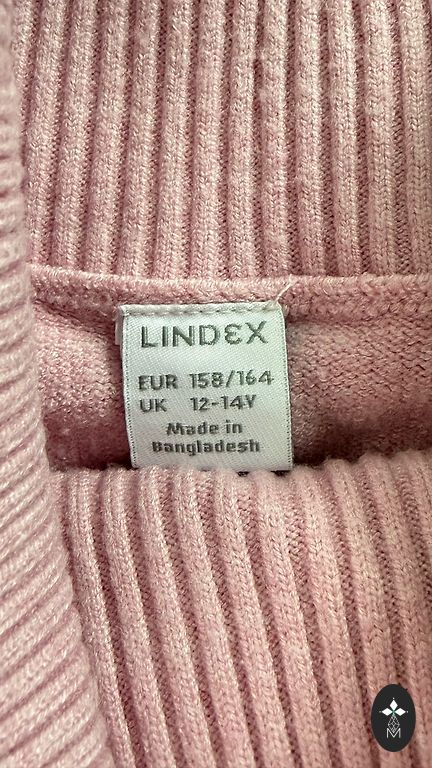 LINDEX
EUR 158/164
UK 12-14Y
Made in
Bangladesh
M